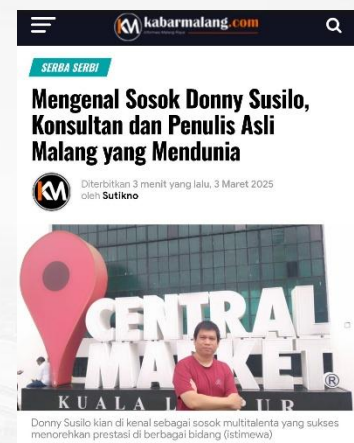 KM kabarmalang.com
SERBA SERBI
Mengenal Sosok Donny Susilo,
Konsultan dan Penulis Asli
Malang yang Mendunia
KM
Diterbitkan 3 menit yang lalu, 3 Maret 2025
oleh Sutikno
CENTRAL
MARKET
®
KUALA LUMPUR
Donny Susilo kian di kenal sebagai sosok multitalenta yang sukses
menorehkan prestasi di berbagai bidang (istimewa)